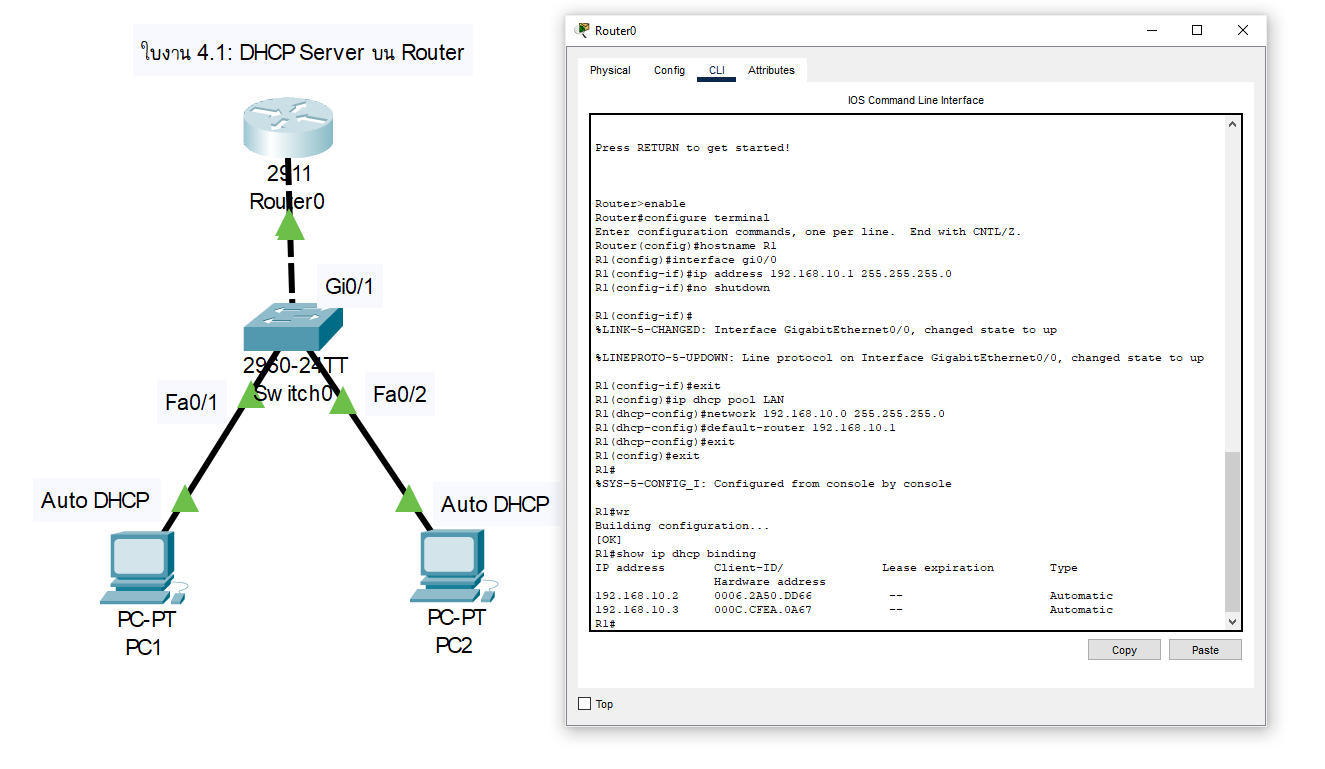 ใบงาน 4.1: DHCP Server บน Router
2911
Router0
Gi0/1
2960-24TT
Switch0
Fa0/1
Fa0/2
Auto DHCP
Auto DHCP
PC-PT
PC1
PC-PT
PC2
Router0
Physical Config CLI Attributes
IOS Command Line Interface
Press RETURN to get started!
Router>enable
Router#configure terminal
Enter configuration commands, one per line.  End with CNTL/Z.
Router(config)#hostname R1
R1(config)#interface gi0/0
R1(config-if)#ip address 192.168.10.1 255.255.255.0
R1(config-if)#no shutdown
R1(config-if)#
%LINK-5-CHANGED: Interface GigabitEthernet0/0, changed state to up
%LINEPROTO-5-UPDOWN: Line protocol on Interface GigabitEthernet0/0, changed state to up
R1(config-if)#exit
R1(config)#ip dhcp pool LAN
R1(dhcp-config)#network 192.168.10.0 255.255.255.0
R1(dhcp-config)#default-router 192.168.10.1
R1(dhcp-config)#exit
R1(config)#exit
R1#
%SYS-5-CONFIG_I: Configured from console by console
R1#wr
Building configuration...
[OK]
R1#show ip dhcp binding
IP address Client-ID/ Lease expiration Type
Hardware address
192.168.10.2 0006.2A50.DD66 -- Automatic
192.168.10.3 000C.CFEA.0A67 -- Automatic
R1#
Copy Paste
Top